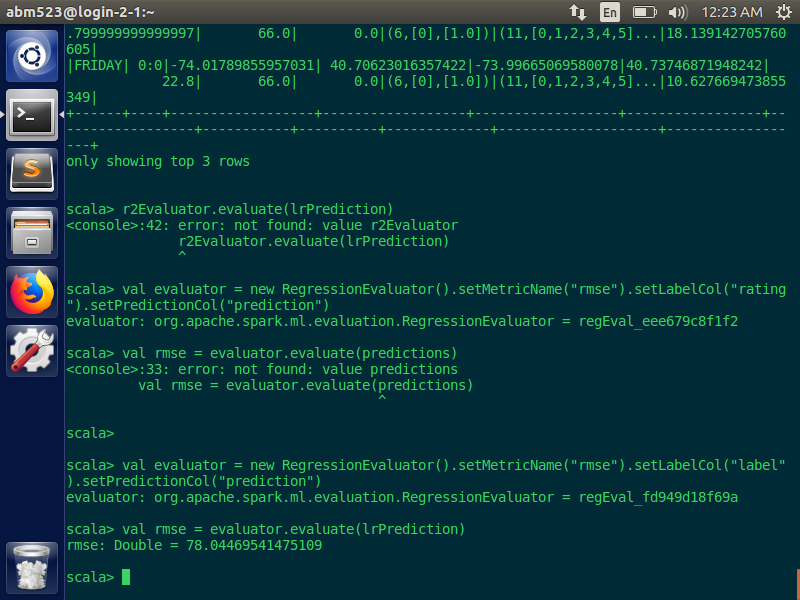 abm523@login-2-1:~
En
12:23 AM
.799999999999997|       66.0|       0.0|(6,[0],[1.0])|(11,[0,1,2,3,4,5]...|18.139142705760
605|
|FRIDAY| 0:0|-74.01789855957031| 40.70623016357422|-73.99665069580078|40.73746871948242|
            22.8|       66.0|       0.0|(6,[0],[1.0])|(11,[0,1,2,3,4,5]...|10.627669473855
349|
+------+----+------------------+------------------+------------------+-----------------+--
----------------+-----------+----------+--------------+--------------------+---------------
---+
only showing top 3 rows
scala> r2Evaluator.evaluate(lrPrediction)
<console>:42: error: not found: value r2Evaluator
              r2Evaluator.evaluate(lrPrediction)
              ^
scala> val evaluator = new RegressionEvaluator().setMetricName("rmse").setLabelCol("rating
").setPredictionCol("prediction")
evaluator: org.apache.spark.ml.evaluation.RegressionEvaluator = regEval_eee679c8f1f2
scala> val rmse = evaluator.evaluate(predictions)
<console>:33: error: not found: value predictions
         val rmse = evaluator.evaluate(predictions)
                                       ^
scala>
scala> val evaluator = new RegressionEvaluator().setMetricName("rmse").setLabelCol("label"
).setPredictionCol("prediction")
evaluator: org.apache.spark.ml.evaluation.RegressionEvaluator = regEval_fd949d18f69a
scala> val rmse = evaluator.evaluate(lrPrediction)
rmse: Double = 78.04469541475109
scala>